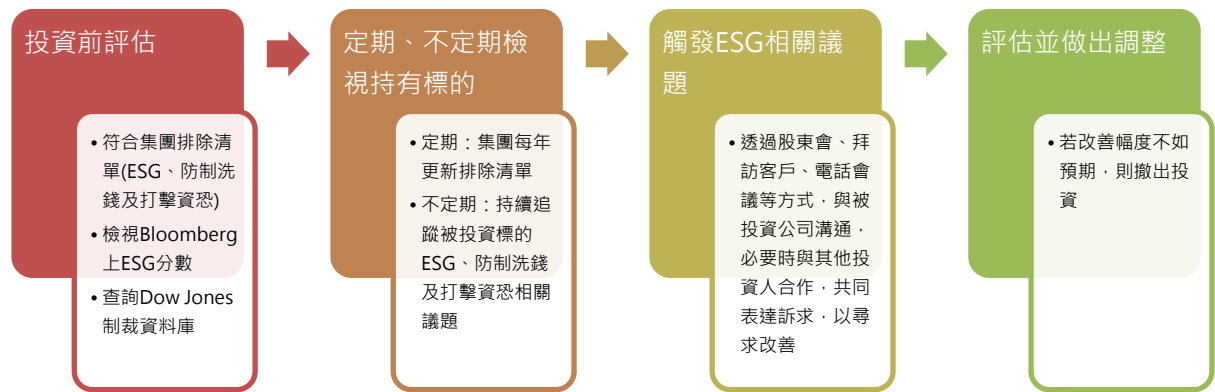 投資前評估
• 符合集團排除清
單(ESG、防制洗
錢及打擊資恐)
• 檢視Bloomberg
上ESG分數
• 查詢Dow Jones
制裁資料庫
定期、不定期檢
視持有標的
• 定期：集團每年
更新排除清單
• 不定期：持續追
蹤被投資標的
ESG、防制洗錢
及打擊資恐相關
議題
觸發ESG相關議
題
• 透過股東會、拜
訪客戶、電話會
議等方式，與被
投資公司溝通，
必要時與其他投
資人合作，共同
表達訴求，以尋
求改善
評估並做出調整
• 若改善幅度不如
預期，則撤出投
資